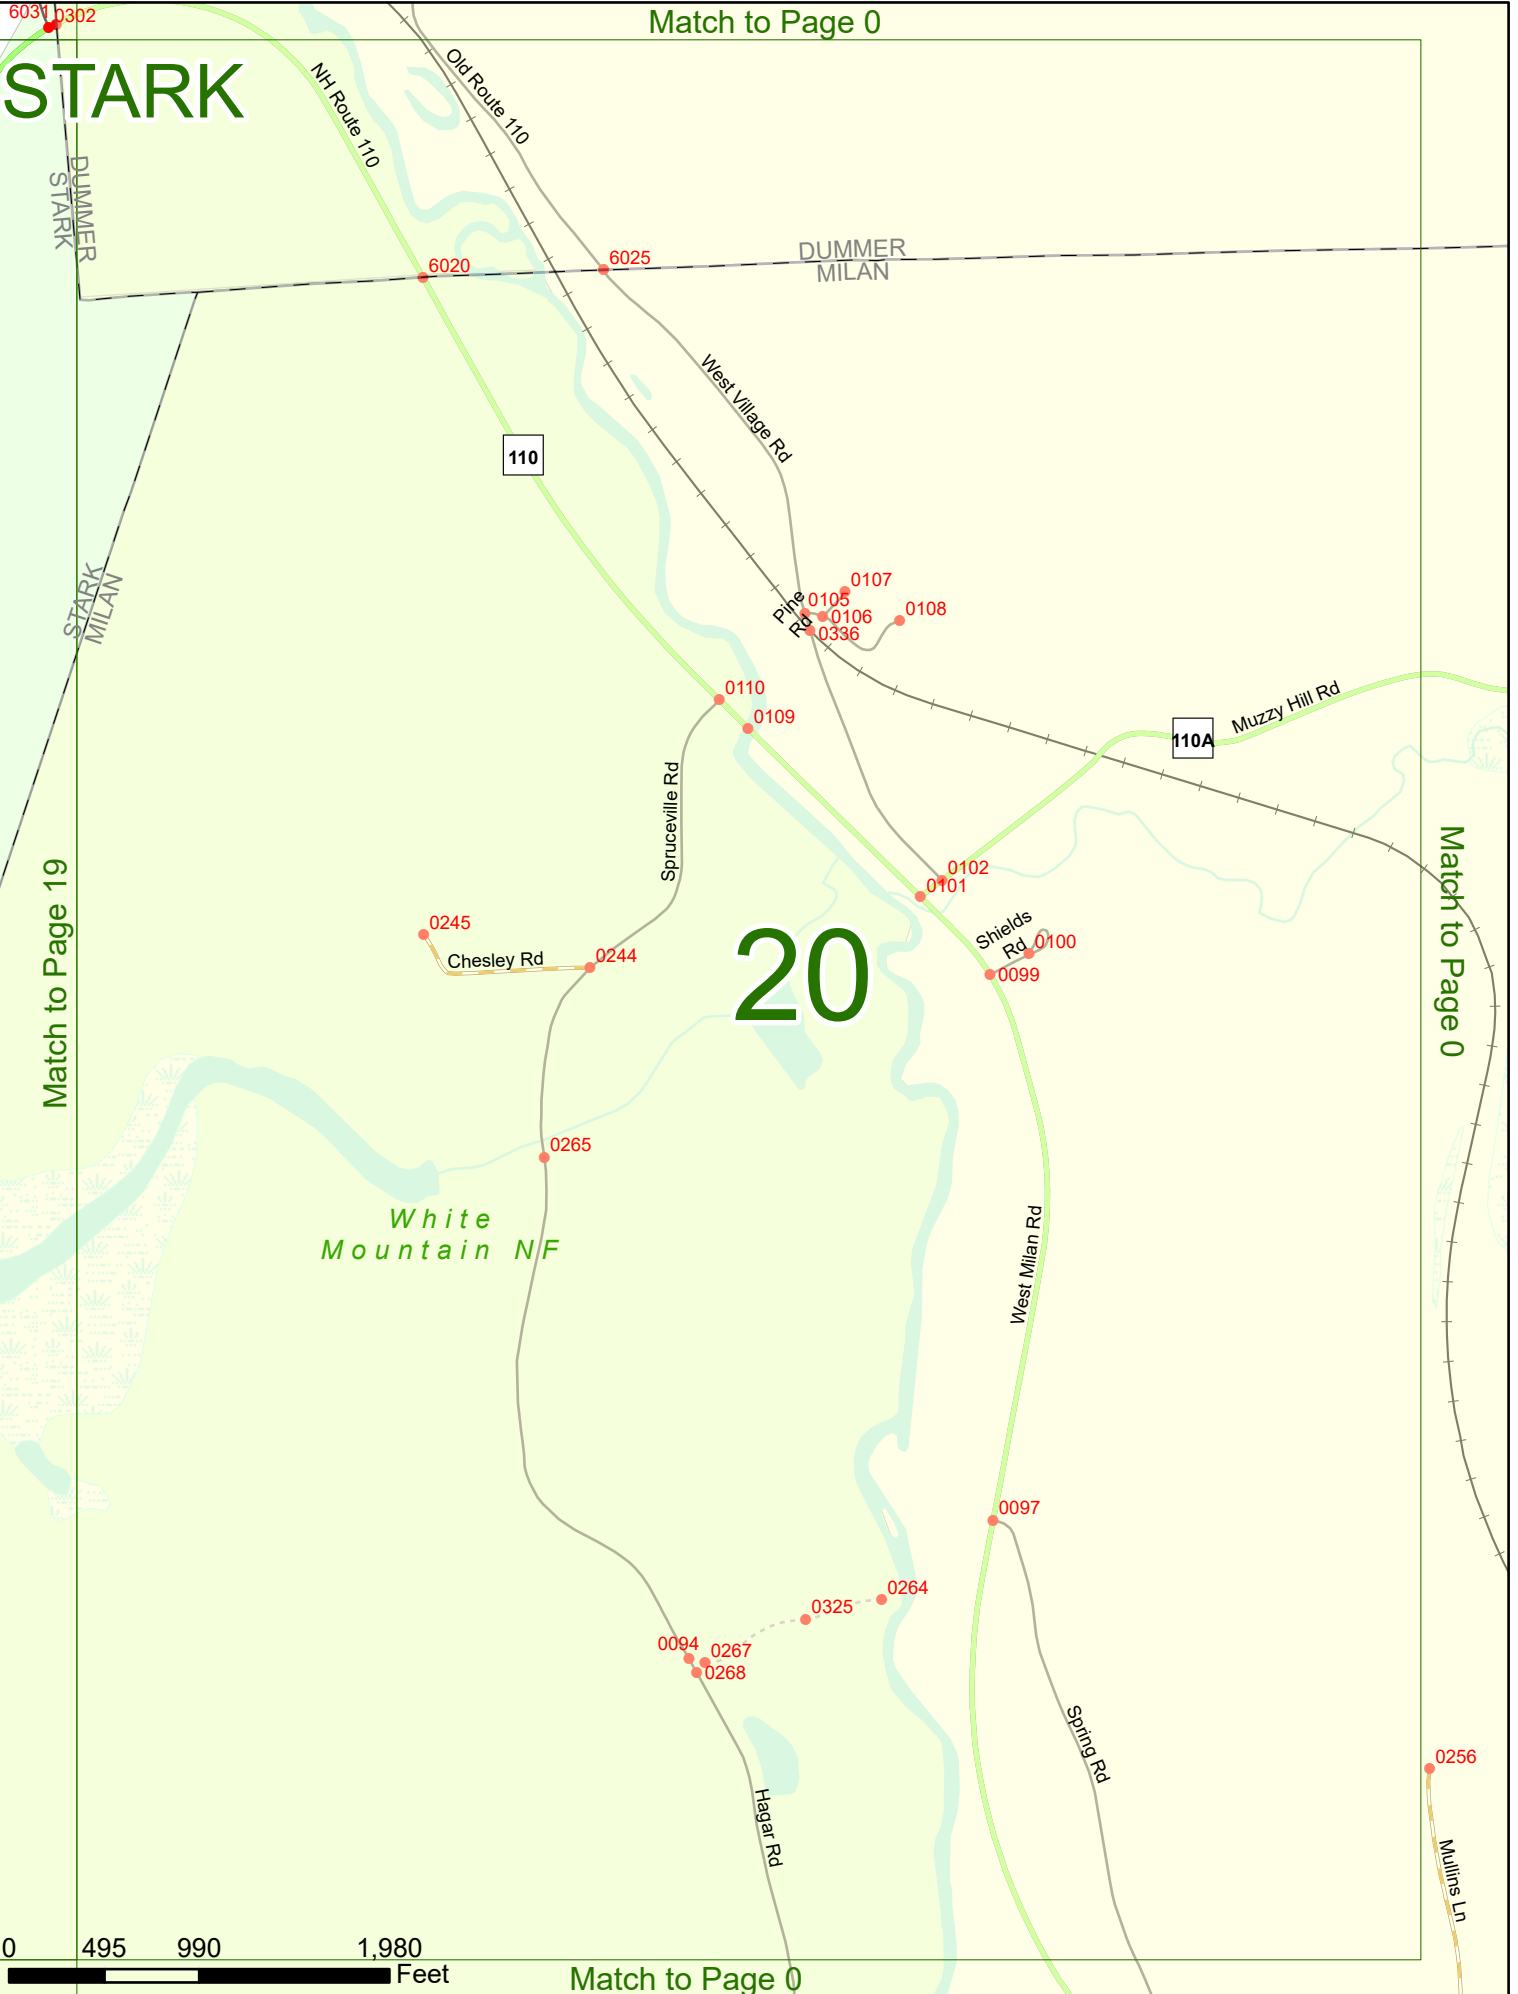 6031
0302
Match to Page 0
STARK
NH Route 110
Old Route 110
DUMMER
STARK
6020
6025
DUMMER
MILAN
West Village Rd
110
STARK
MILAN
0107
0105
0106
0108
Pine
Rd
0336
0110
0109
Muzzy Hill Rd
110A
Spruceville Rd
Match to Page 19
Match to Page 0
0102
0101
0245
Chesley Rd
0244
20
Shields
Rd
0100
0099
0265
White
Mountain NF
West Milan Rd
0097
0264
0325
0094
0267
0268
Spring Rd
0256
Hagar Rd
Mullins Ln
0 495 990 1,980
Feet
Match to Page 0